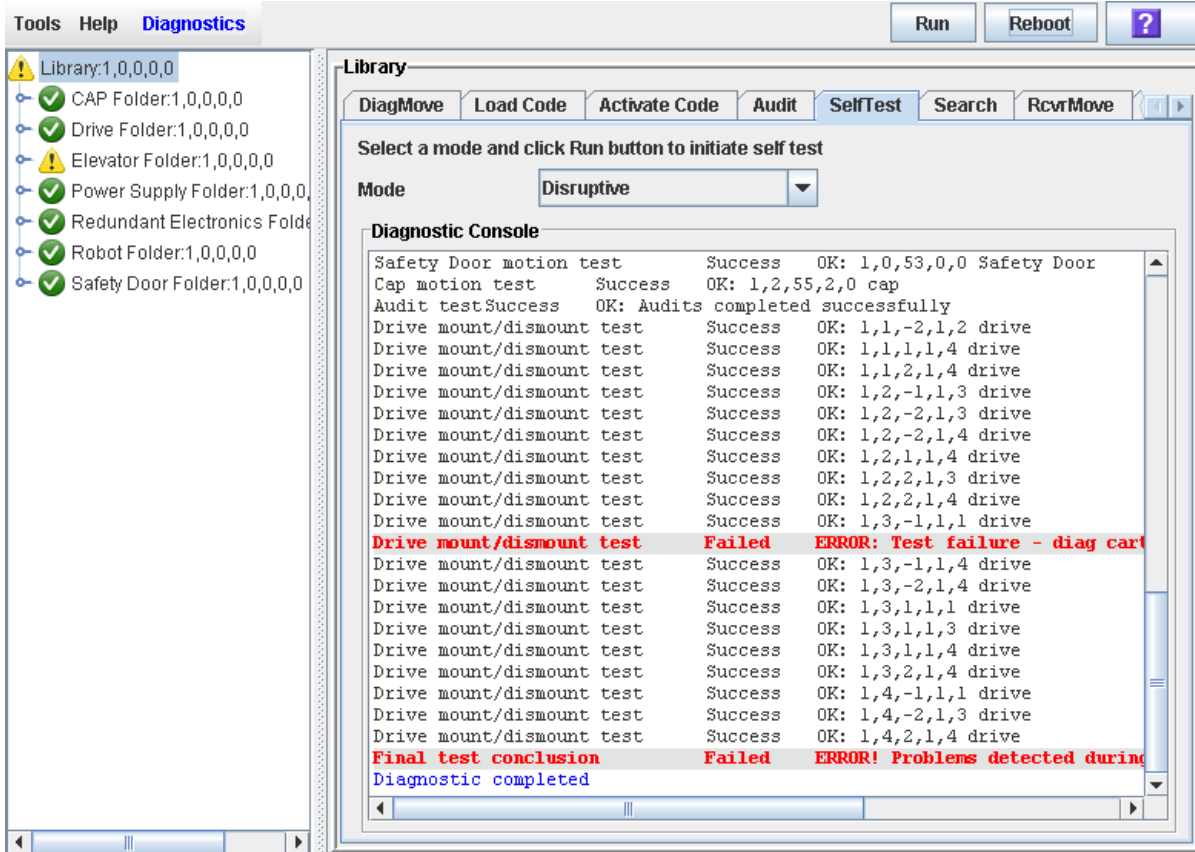 Tools Help Diagnostics
Run
Reboot
?
Library:1,0,0,0,0
CAP Folder:1,0,0,0,0
Drive Folder:1,0,0,0,0
Elevator Folder:1,0,0,0,0
Power Supply Folder:1,0,0,0,
Redundant Electronics Folde
Robot Folder:1,0,0,0,0
Safety Door Folder:1,0,0,0,0
Library
DiagMove Load Code Activate Code Audit SelfTest Search RcvrMove
Select a mode and click Run button to initiate self test
Mode Disruptive
Diagnostic Console
Safety Door motion test Success OK: 1,0,53,0,0 Safety Door
Cap motion test Success OK: 1,2,55,2,0 cap
Audit testSuccess OK: Audits completed successfully
Drive mount/dismount test Success OK: 1,1,-2,1,2 drive
Drive mount/dismount test Success OK: 1,1,1,1,4 drive
Drive mount/dismount test Success OK: 1,1,2,1,4 drive
Drive mount/dismount test Success OK: 1,2,-1,1,3 drive
Drive mount/dismount test Success OK: 1,2,-2,1,3 drive
Drive mount/dismount test Success OK: 1,2,-2,1,4 drive
Drive mount/dismount test Success OK: 1,2,1,1,4 drive
Drive mount/dismount test Success OK: 1,2,2,1,3 drive
Drive mount/dismount test Success OK: 1,2,2,1,4 drive
Drive mount/dismount test Success OK: 1,3,-1,1,1 drive
Drive mount/dismount test Failed ERROR: Test failure - diag cart
Drive mount/dismount test Success OK: 1,3,-1,1,4 drive
Drive mount/dismount test Success OK: 1,3,-2,1,4 drive
Drive mount/dismount test Success OK: 1,3,1,1,1 drive
Drive mount/dismount test Success OK: 1,3,1,1,3 drive
Drive mount/dismount test Success OK: 1,3,1,1,4 drive
Drive mount/dismount test Success OK: 1,3,2,1,4 drive
Drive mount/dismount test Success OK: 1,4,-1,1,1 drive
Drive mount/dismount test Success OK: 1,4,-2,1,3 drive
Drive mount/dismount test Success OK: 1,4,2,1,4 drive
Final test conclusion Failed ERROR! Problems detected during
Diagnostic completed